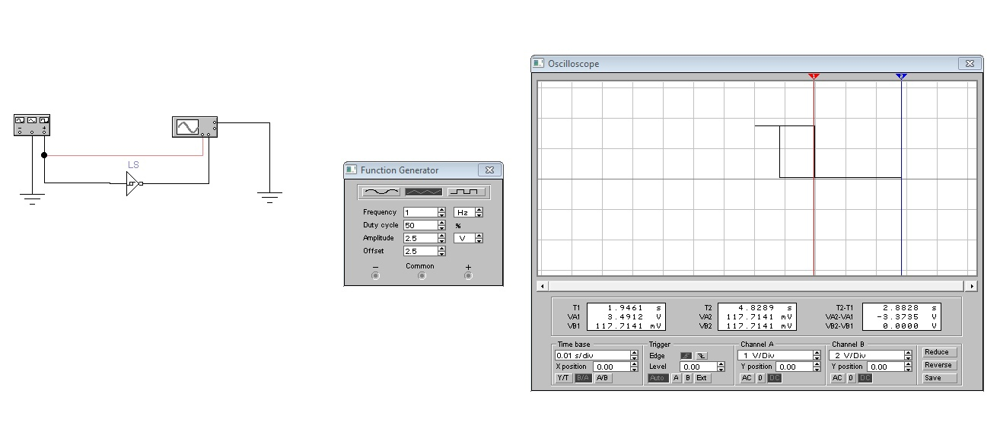 Oscilloscope
1 2
LS
Function Generator
Frequency 1 Hz
Duty cycle 50 %
Amplitude 2.5 V
Offset 2.5
− Common +
T1 1.9461 s
VA1 3.4912 V
VB1 117.7141 mV
T2 4.8289 s
VA2 117.7141 mV
VB2 117.7141 mV
T2-T1 2.8828 s
VA2-VA1 -3.3735 V
VB2-VB1 0.0000 V
Time base
0.01 s/div
X position 0.00
Y/T B/A A/B
Trigger
Edge
Level 0.00
Auto A B Ext
Channel A
1 V/Div
Y position 0.00
AC 0 DC
Channel B
2 V/Div
Y position 0.00
AC 0 DC
Reduce
Reverse
Save